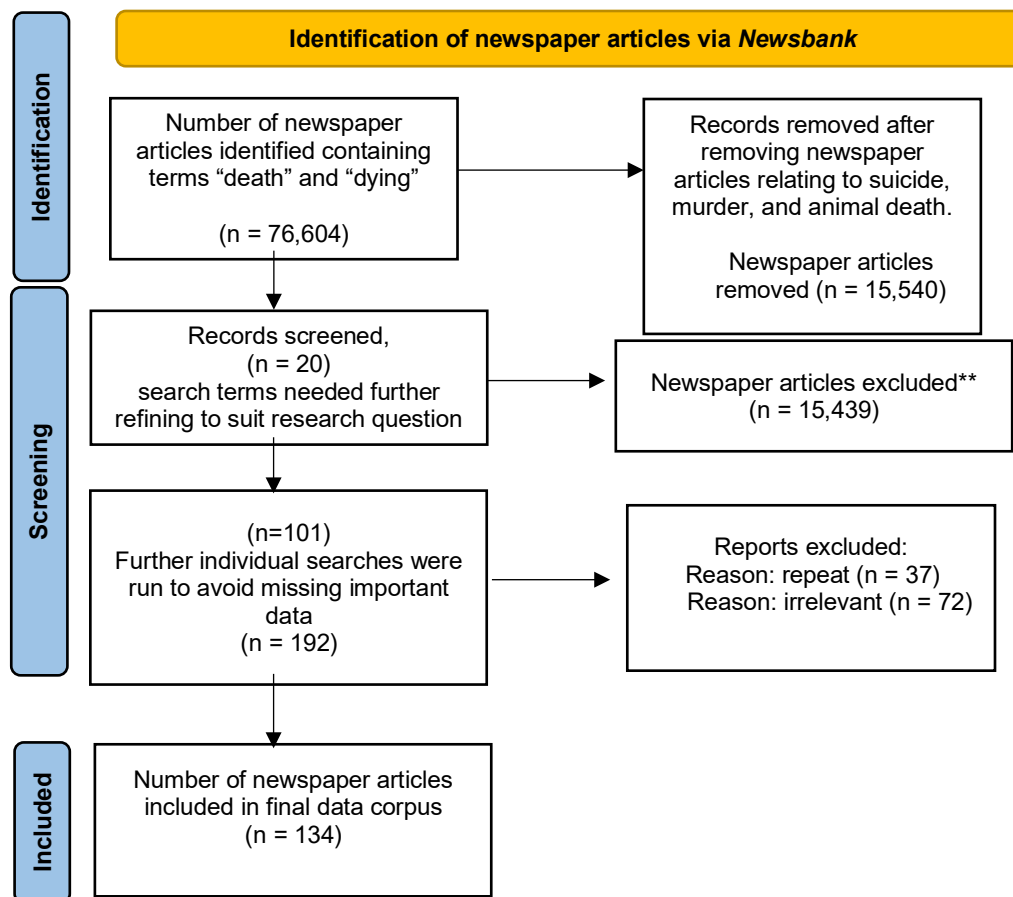 Identification of newspaper articles via Newsbank
Identification
Number of newspaper
articles identified containing
terms “death” and “dying”
(n = 76,604)
Records removed after
removing newspaper
articles relating to suicide,
murder, and animal death.
Newspaper articles
removed (n = 15,540)
Screening
Records screened,
(n = 20)
search terms needed further
refining to suit research question
Newspaper articles excluded**
(n = 15,439)
(n=101)
Further individual searches were
run to avoid missing important
data
(n = 192)
Reports excluded:
Reason: repeat (n = 37)
Reason: irrelevant (n = 72)
Included
Number of newspaper articles
included in final data corpus
(n = 134)